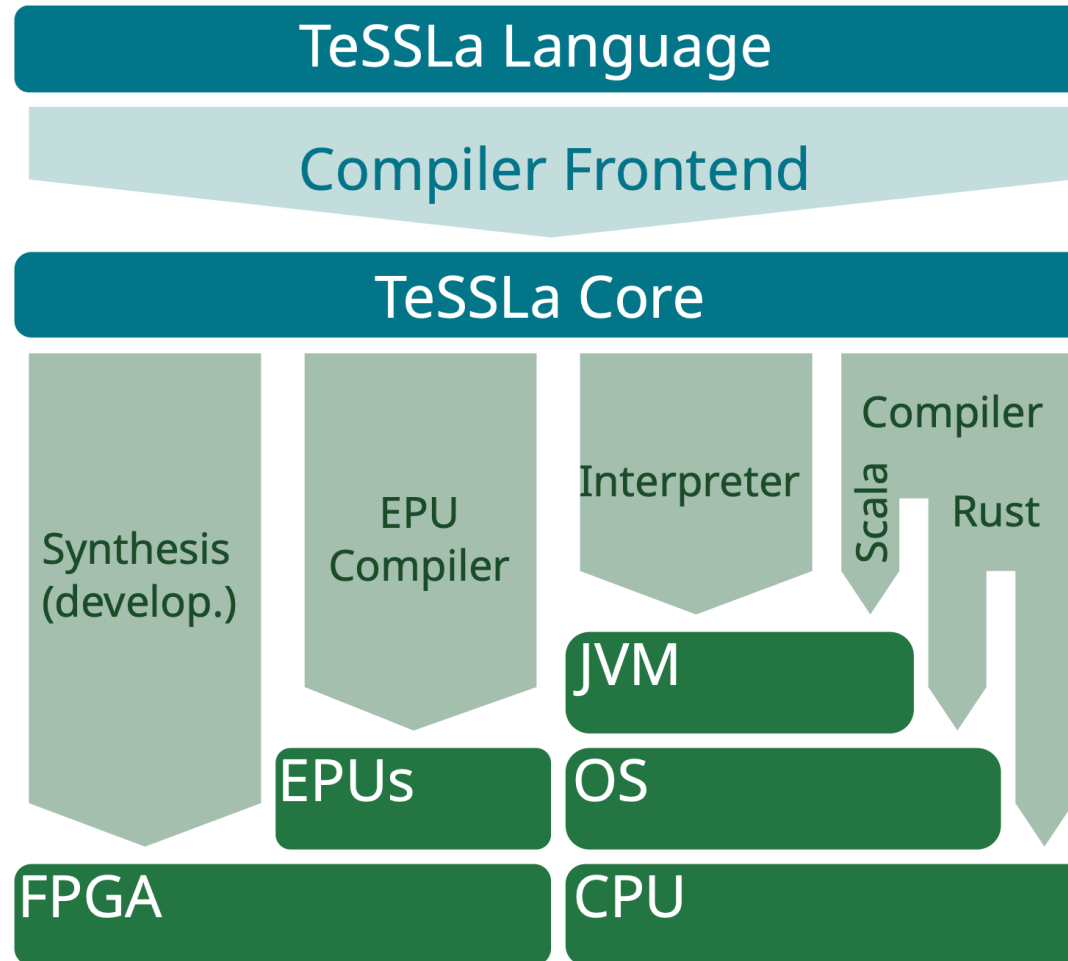 TeSSLa Language
Compiler Frontend
TeSSLa Core
Synthesis
(develop.)
EPU
Compiler
Interpreter
Compiler
Scala
Rust
JVM
EPUs
OS
FPGA
CPU